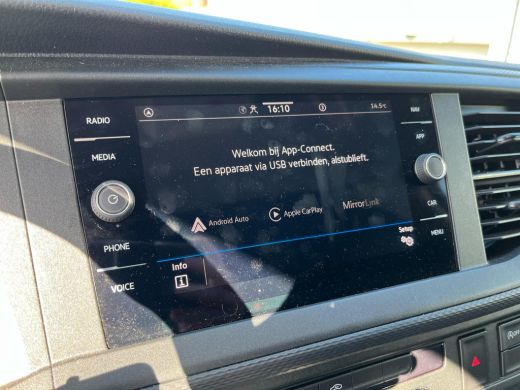 RADIO
MEDIA
PHONE
VOICE
16:10
14.5°C
Welkom bij App-Connect.
Een apparaat via USB verbinden, alstublieft.
Android Auto
Apple CarPlay
MirrorLink
Info
Setup
NAV
APP
CAR
MENU